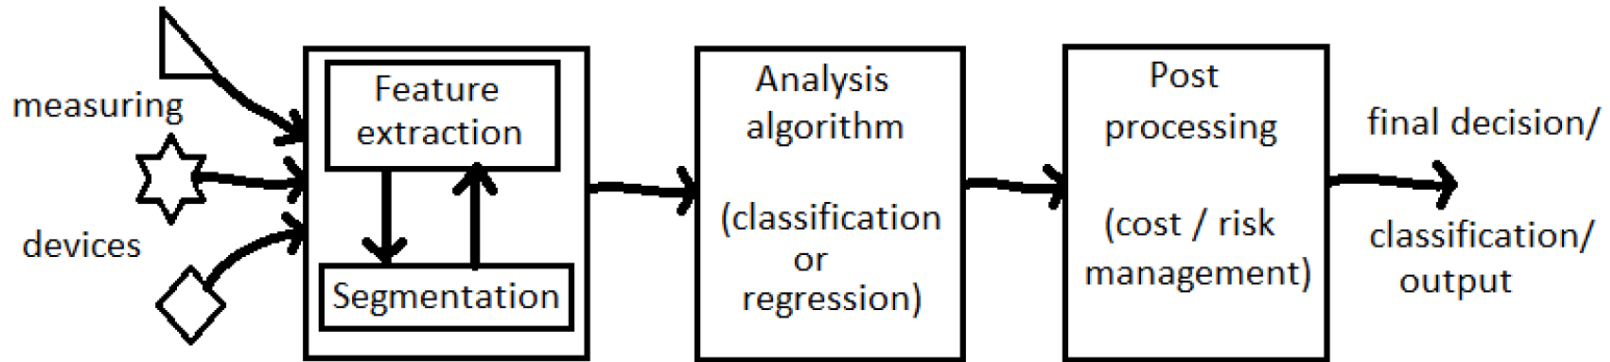 measuring
devices
Feature
extraction
Segmentation
Analysis
algorithm
(classification
or
regression)
Post
processing
(cost / risk
management)
final decision/
classification/
output